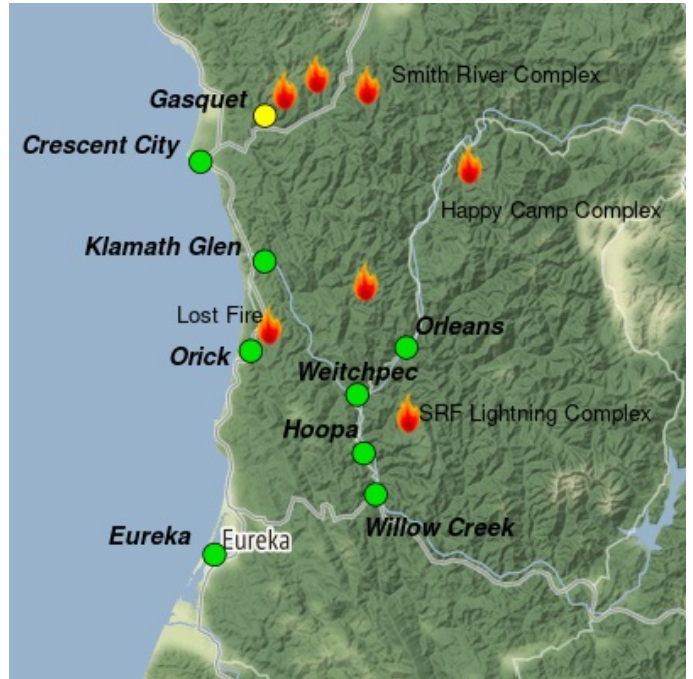 Smith River Complex
Gasquet
Crescent City
Happy Camp Complex
Klamath Glen
Lost Fire
Orleans
Orick
Weitchpec
SRF Lightning Complex
Hoopa
Willow Creek
Eureka
Eureka